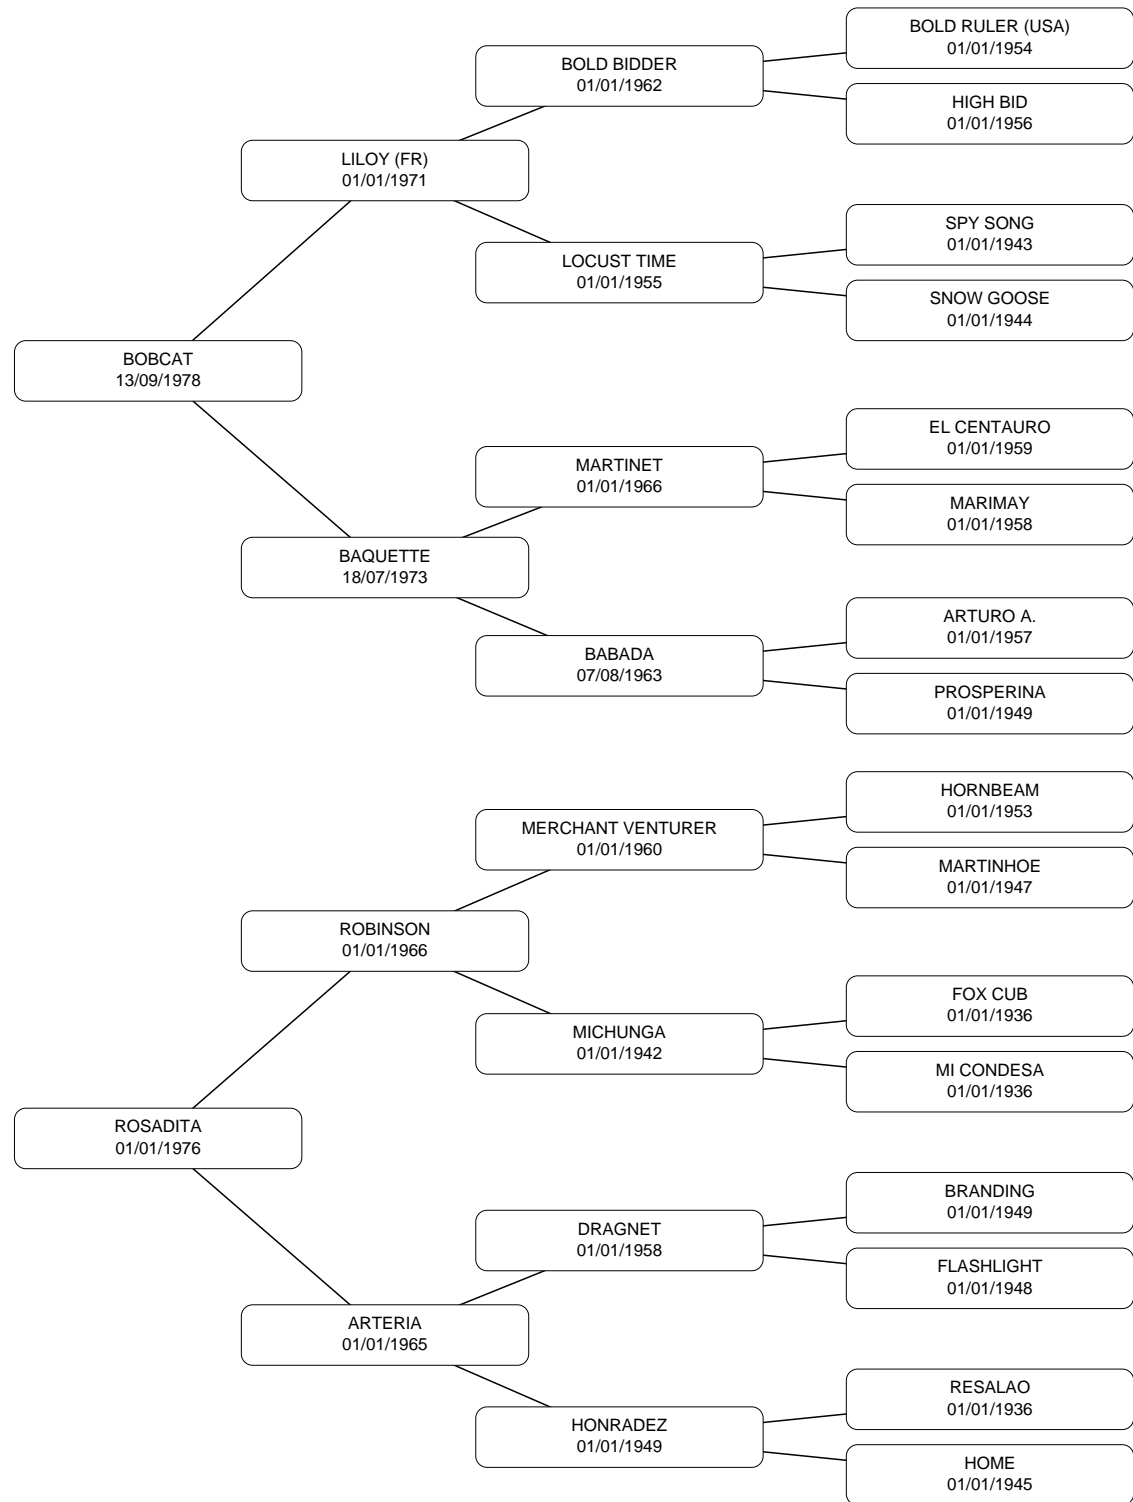 BOLD RULER (USA)
01/01/1954
BOLD BIDDER
01/01/1962
HIGH BID
01/01/1956
LILOY (FR)
01/01/1971
SPY SONG
01/01/1943
LOCUST TIME
01/01/1955
SNOW GOOSE
01/01/1944
BOBCAT
13/09/1978
EL CENTAURO
01/01/1959
MARTINET
01/01/1966
MARIMAY
01/01/1958
BAQUETTE
18/07/1973
ARTURO A.
01/01/1957
BABADA
07/08/1963
PROSPERINA
01/01/1949
HORNBEAM
01/01/1953
MERCHANT VENTURER
01/01/1960
MARTINHOE
01/01/1947
ROBINSON
01/01/1966
FOX CUB
01/01/1936
MICHUNGA
01/01/1942
MI CONDESA
01/01/1936
ROSADITA
01/01/1976
BRANDING
01/01/1949
DRAGNET
01/01/1958
FLASHLIGHT
01/01/1948
ARTERIA
01/01/1965
RESALAO
01/01/1936
HONRADEZ
01/01/1949
HOME
01/01/1945